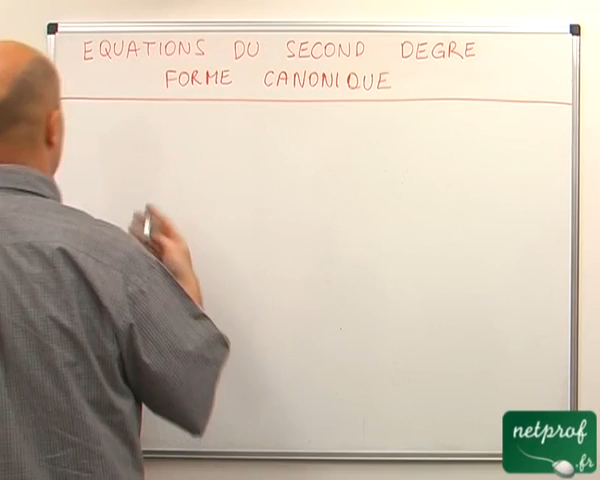 EQUATIONS DU SECOND DEGRE
FORME CANONIQUE
netprof
.fr